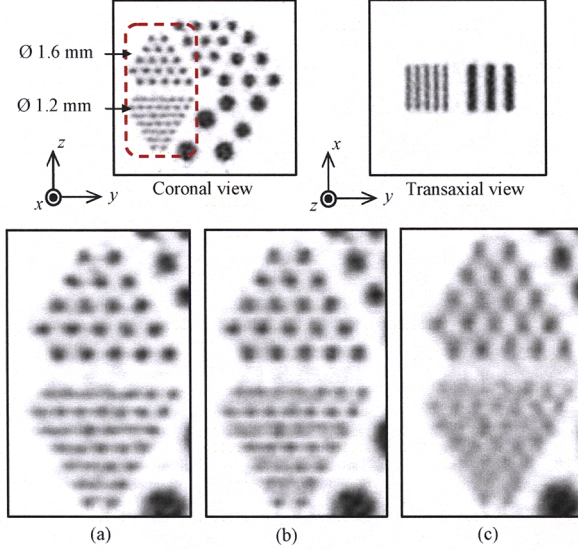 Ø 1.6 mm
Ø 1.2 mm
z
x
y
Coronal view
x
z
y
Transaxial view
(a)
(b)
(c)